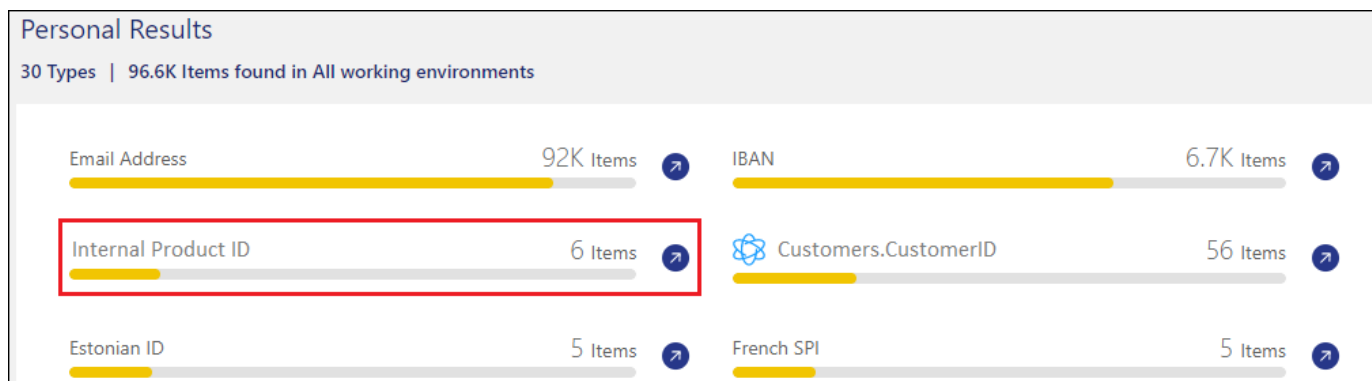 Personal Results
30 Types | 96.6K Items found in All working environments
Email Address 92K Items
IBAN 6.7K Items
Internal Product ID 6 Items
Customers.CustomerID 56 Items
Estonian ID 5 Items
French SPI 5 Items